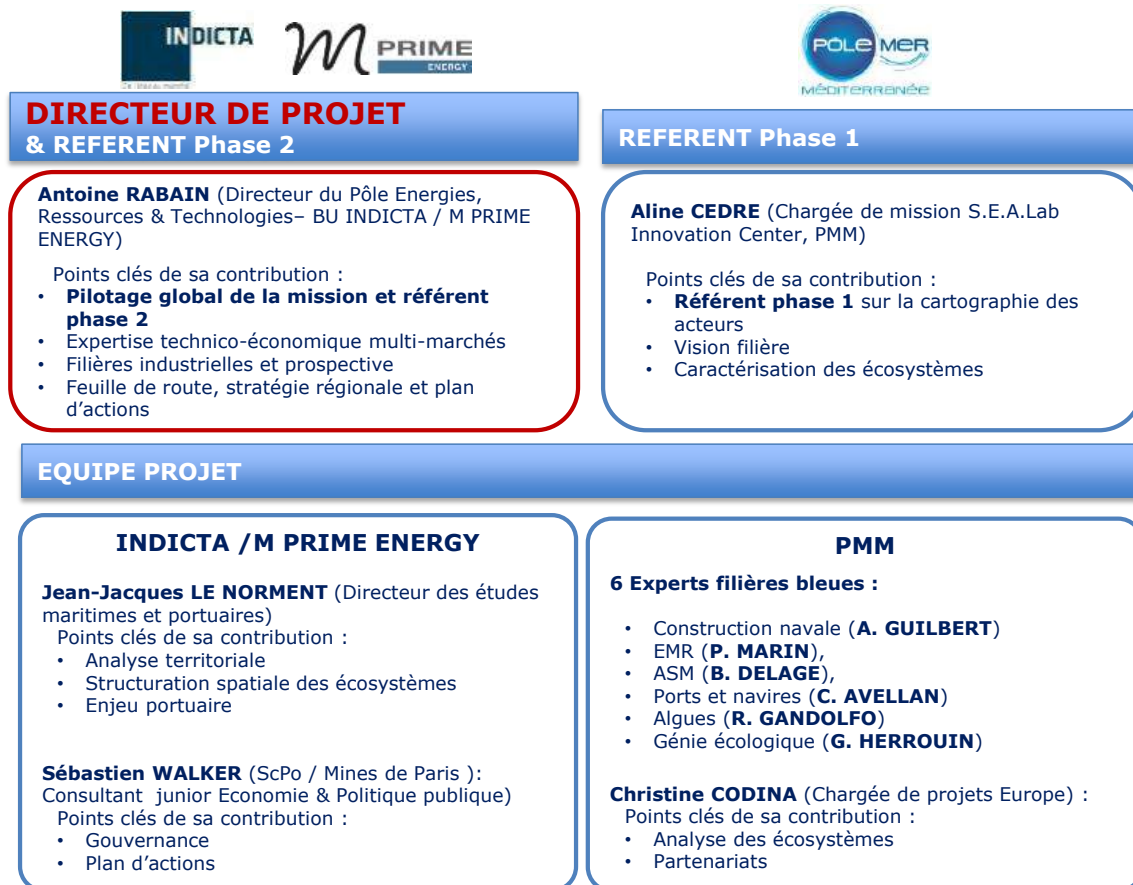 INDICTA
M PRIME
ENERGY
PÔLE MER
MÉDITERRANÉE
DIRECTEUR DE PROJET
& REFERENT Phase 2
Antoine RABAIN (Directeur du Pôle Energies,
Ressources & Technologies– BU INDICTA / M PRIME
ENERGY)
Points clés de sa contribution :
• Pilotage global de la mission et référent
phase 2
• Expertise technico-économique multi-marchés
• Filières industrielles et prospective
• Feuille de route, stratégie régionale et plan
d’actions
REFERENT Phase 1
Aline CEDRE (Chargée de mission S.E.A.Lab
Innovation Center, PMM)
Points clés de sa contribution :
• Référent phase 1 sur la cartographie des
acteurs
• Vision filière
• Caractérisation des écosystèmes
EQUIPE PROJET
INDICTA /M PRIME ENERGY
Jean-Jacques LE NORMENT (Directeur des études
maritimes et portuaires)
Points clés de sa contribution :
• Analyse territoriale
• Structuration spatiale des écosystèmes
• Enjeu portuaire
Sébastien WALKER (ScPo / Mines de Paris ):
Consultant junior Economie & Politique publique)
Points clés de sa contribution :
• Gouvernance
• Plan d’actions
PMM
6 Experts filières bleues :
• Construction navale (A. GUILBERT)
• EMR (P. MARIN),
• ASM (B. DELAGE),
• Ports et navires (C. AVELLAN)
• Algues (R. GANDOLFO)
• Génie écologique (G. HERROUIN)
Christine CODINA (Chargée de projets Europe) :
Points clés de sa contribution :
• Analyse des écosystèmes
• Partenariats